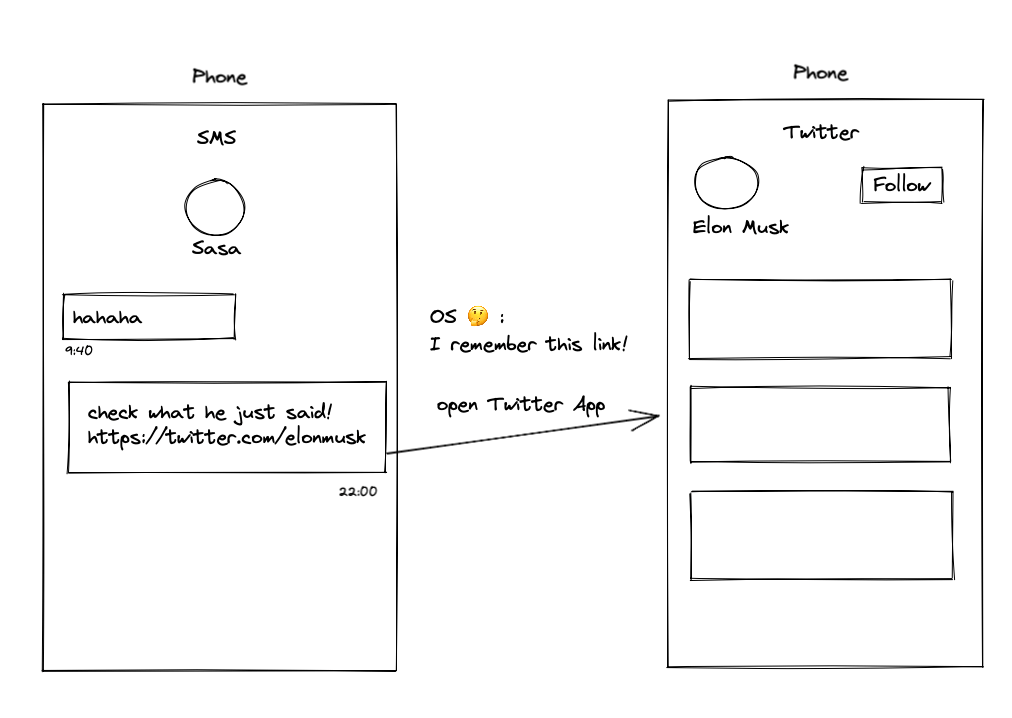 Phone
SMS
Sasa
hahaha
9:40
check what he just said!
https://twitter.com/elonmusk
22:00
OS 🤔 :
I remember this link!
open Twitter App
Phone
Twitter
Follow
Elon Musk